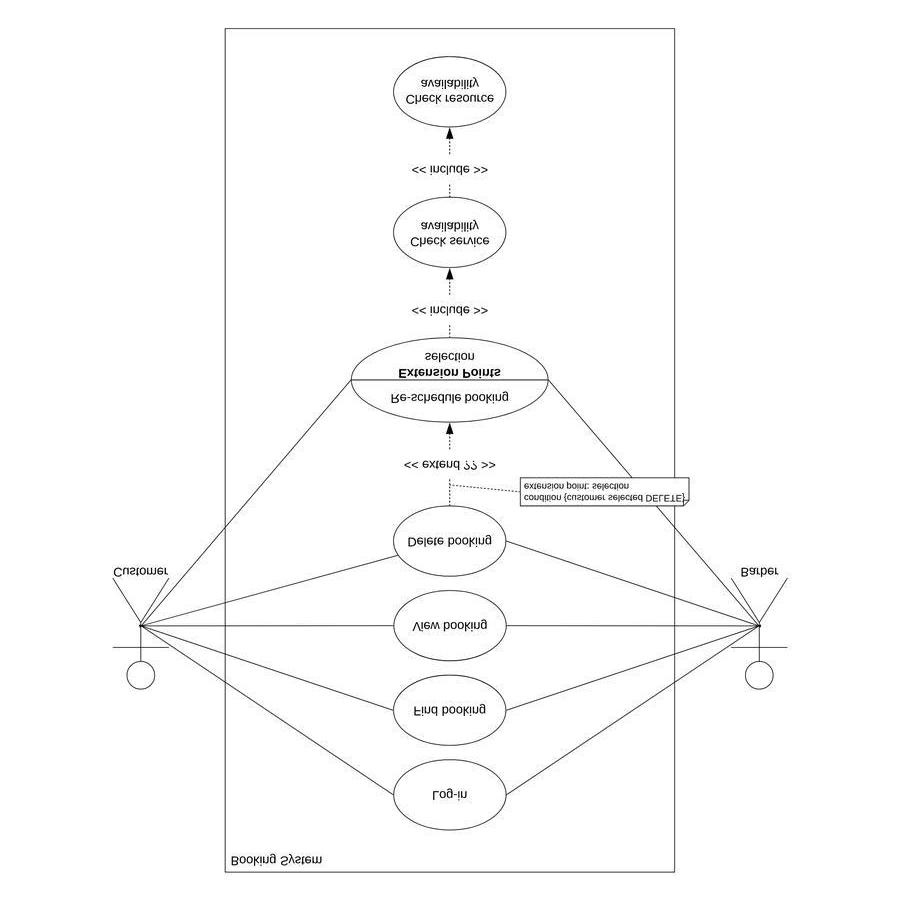 Booking System
Log-in
Find booking
View booking
Customer
Barber
Delete booking
condition {customer selected DELETE}
extension point: selection
<< extend ?? >>
Re-schedule booking
Extension Points
selection
<< include >>
Check service
availability
<< include >>
Check resource
availability